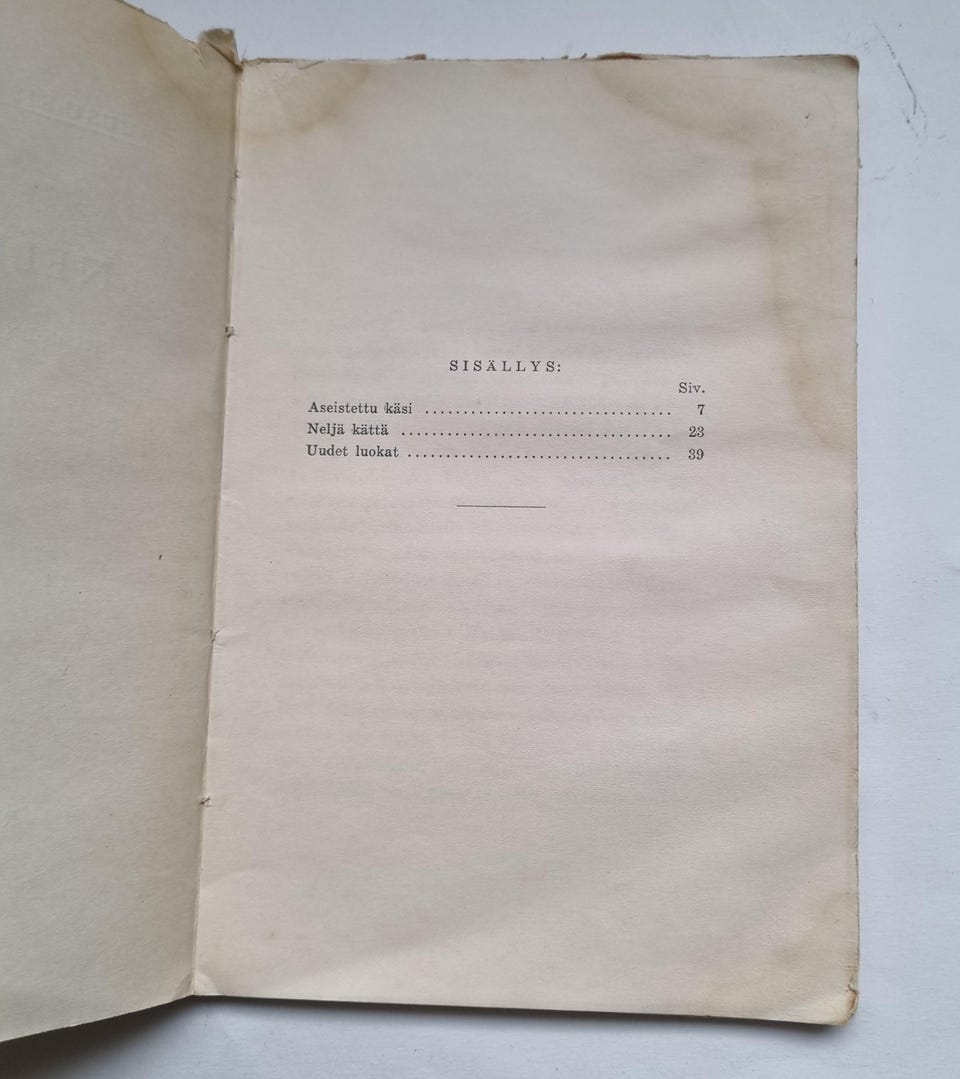 SISÄLLYS:
Siv.
Aseistettu käsi ................................ 7
Neljä kättä ................................... 23
Uudet luokat .................................. 39